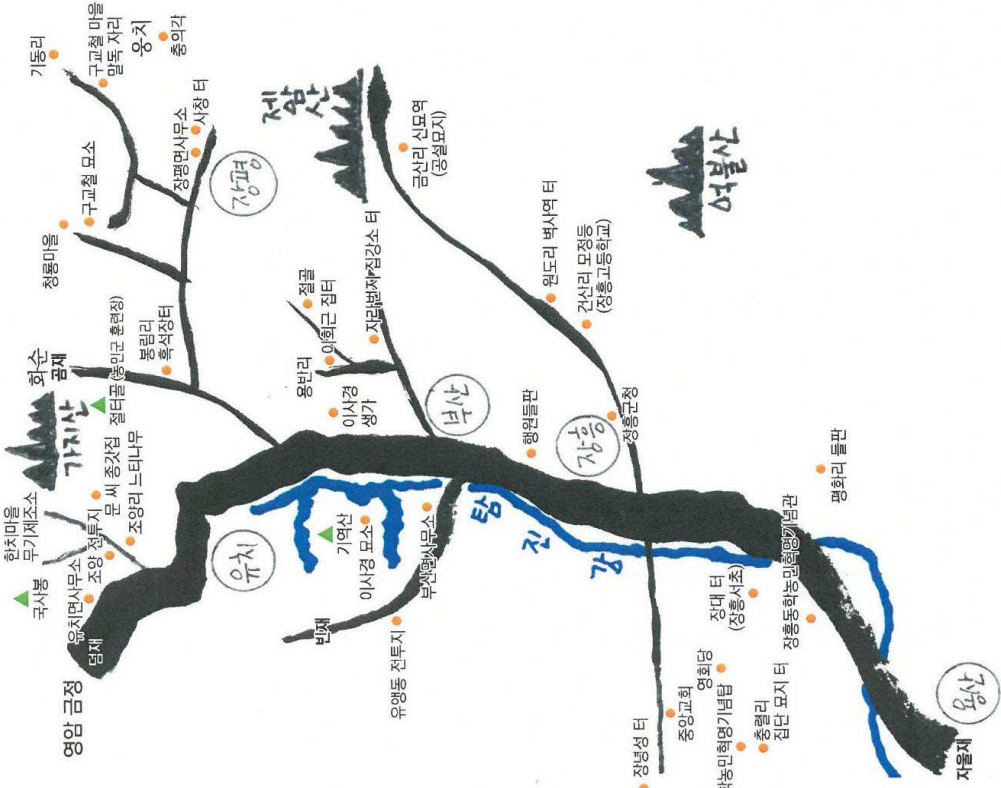 기동리
구교철 마을
말독 자리
웅치
충의각
구교철 묘소
청룡마을
장평면사무소
사창 터
장평
제암산
금산리 신묘역
(공설묘지)
억불산
화순
곰재
가지산
절터골(농민군 훈련장)
봉림리
흑석장터
한치마을
무기제조소
국사봉
문 씨 종갓집
조양 전투지
조양리 느티나무
유치면사무소
덤재
영암 금정
유치
절골
이회근 집터
용반리
자라번지 집강소 터
이사경
생가
부산
원도리 벽사역 터
건산리 모정등
(장흥고등학교)
행원들판
장흥
장흥군청
기역산
이사경 묘소
부산면사무소
빈재
유앵동 전투지
탐
진
강
평화리 들판
장흥동학농민혁명기념관
장대 터
(장흥서초)
영회당
중앙교회
장녕성 터
학농민혁명기념탑
충렬리
집단 묘지 터
용산
자울재